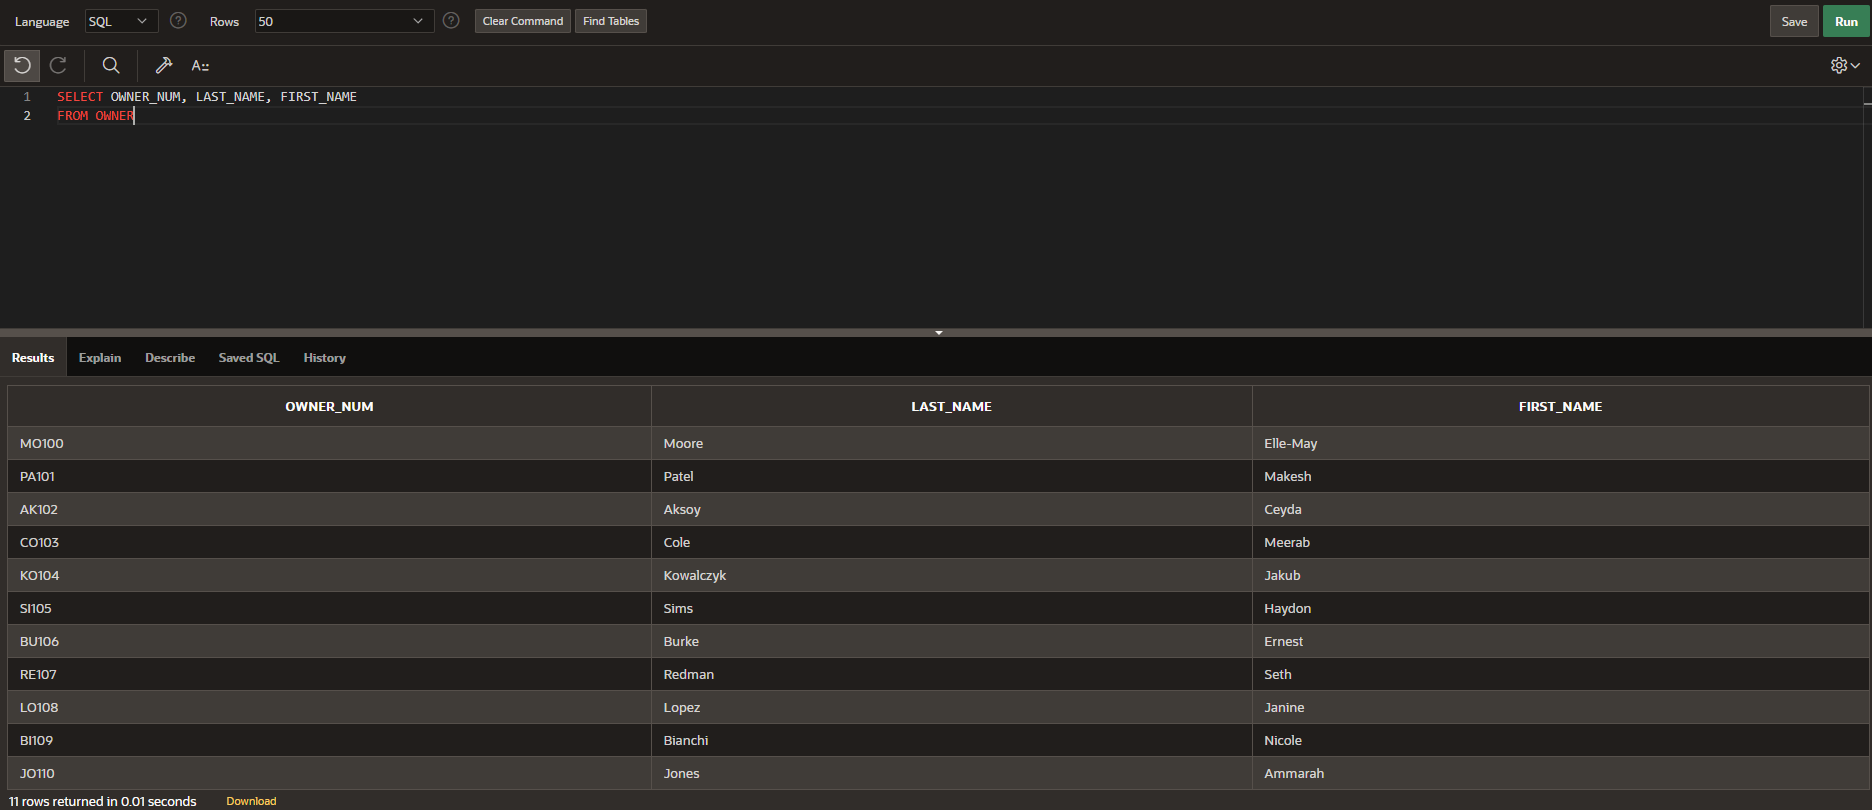 Language SQL Rows 50 Clear Command Find Tables Save Run
A
1 SELECT OWNER_NUM, LAST_NAME, FIRST_NAME
2 FROM OWNER
Results Explain Describe Saved SQL History
OWNER_NUM LAST_NAME FIRST_NAME
MO100 Moore Elle-May
PA101 Patel Makesh
AK102 Aksoy Ceyda
CO103 Cole Meerab
KO104 Kowalczyk Jakub
SI105 Sims Haydon
BU106 Burke Ernest
RE107 Redman Seth
LO108 Lopez Janine
BI109 Bianchi Nicole
JO110 Jones Ammarah
11 rows returned in 0.01 seconds Download